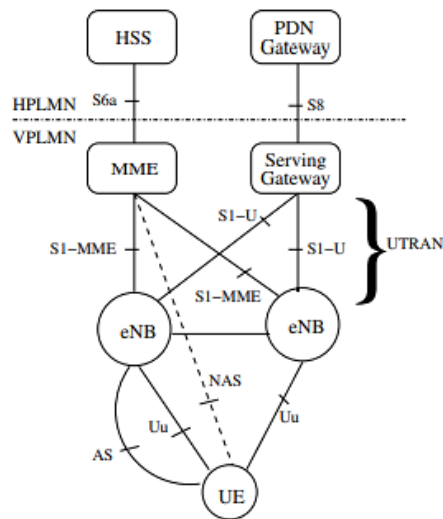 HSS
PDN
Gateway
S6a
S8
HPLMN
VPLMN
MME
Serving
Gateway
S1-U
S1-MME
S1-U
UTRAN
S1-MME
eNB
eNB
NAS
Uu
Uu
AS
UE